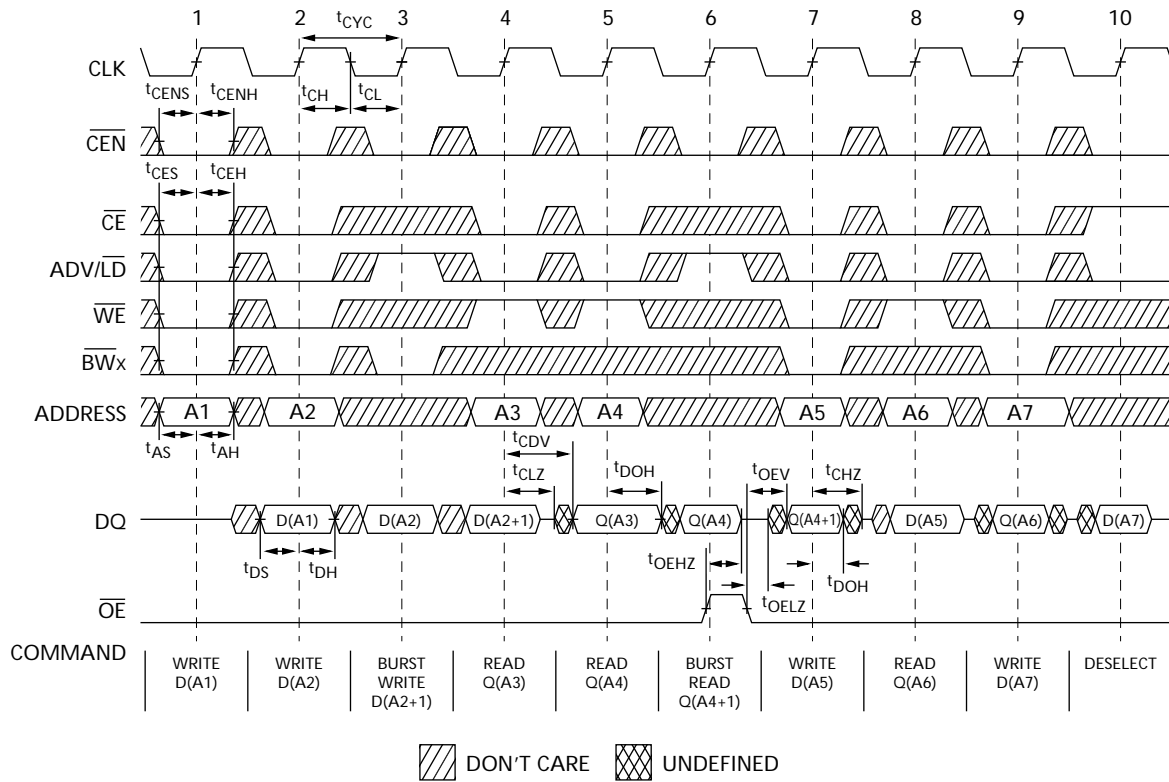 1 2 3 4 5 6 7 8 9 10
tCYC
CLK
tCENS tCENH tCH tCL
CEN
tCES tCEH
CE
ADV/LD
WE
BWx
ADDRESS A1 A2 A3 A4 A5 A6 A7
tAS tAH tCDV
tCLZ tDOH tOEV tCHZ
DQ D(A1) D(A2) D(A2+1) Q(A3) Q(A4) Q(A4+1) D(A5) Q(A6) D(A7)
tDS tDH tOEHZ tDOH
tOELZ
OE
COMMAND
WRITE D(A1)
WRITE D(A2)
BURST WRITE D(A2+1)
READ Q(A3)
READ Q(A4)
BURST READ Q(A4+1)
WRITE D(A5)
READ Q(A6)
WRITE D(A7)
DESELECT
DON'T CARE UNDEFINED